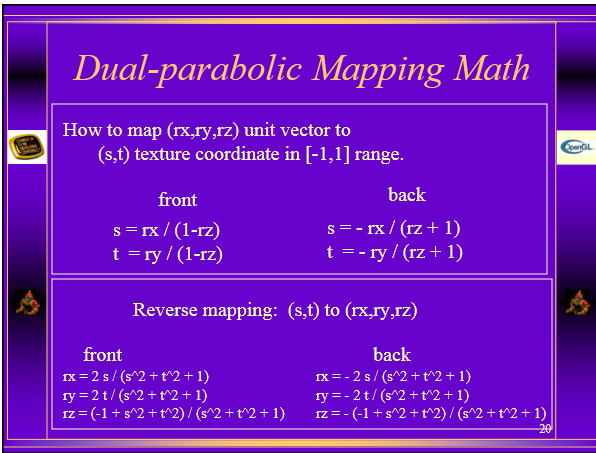 Dual-parabolic Mapping Math
How to map (rx,ry,rz) unit vector to
(s,t) texture coordinate in [-1,1] range.
front
s = rx / (1-rz)
t = ry / (1-rz)
back
s = - rx / (rz + 1)
t = - ry / (rz + 1)
Reverse mapping: (s,t) to (rx,ry,rz)
front
rx = 2 s / (s^2 + t^2 + 1)
ry = 2 t / (s^2 + t^2 + 1)
rz = (-1 + s^2 + t^2) / (s^2 + t^2 + 1)
back
rx = - 2 s / (s^2 + t^2 + 1)
ry = - 2 t / (s^2 + t^2 + 1)
rz = - (-1 + s^2 + t^2) / (s^2 + t^2 + 1)
20
OpenGL